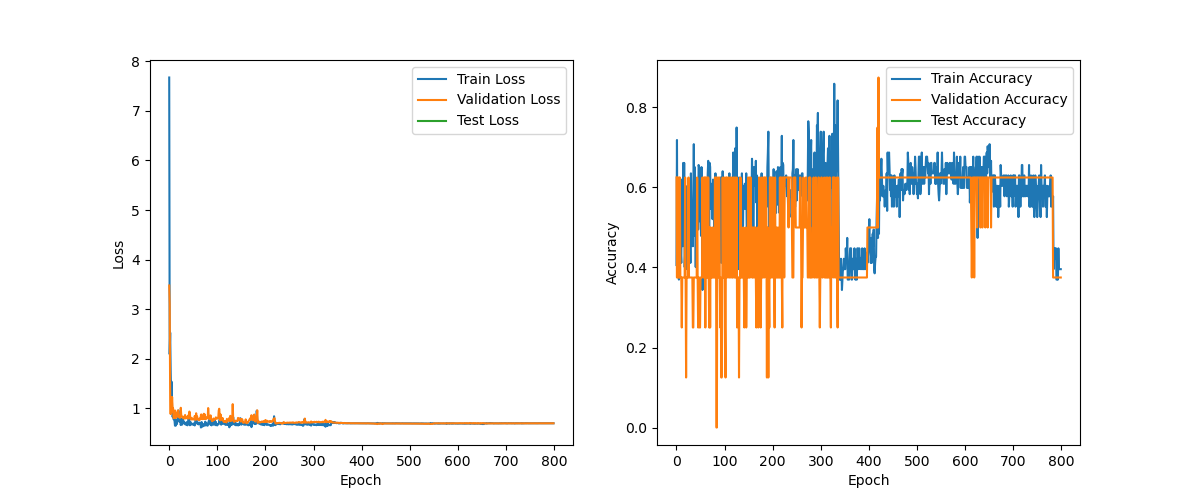 8
7
6
5
4
3
2
1
0 100 200 300 400 500 600 700 800
Loss
Epoch
Train Loss
Validation Loss
Test Loss
0.8
0.6
0.4
0.2
0.0
0 100 200 300 400 500 600 700 800
Accuracy
Epoch
Train Accuracy
Validation Accuracy
Test Accuracy